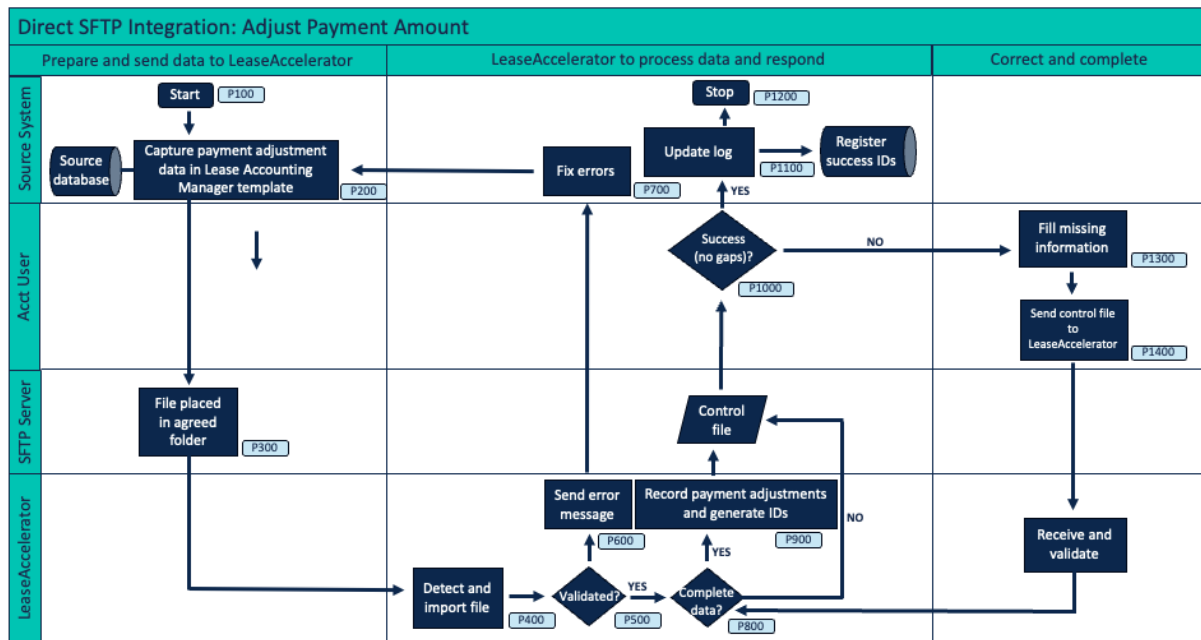 Direct SFTP Integration: Adjust Payment Amount
Prepare and send data to LeaseAccelerator
LeaseAccelerator to process data and respond
Correct and complete
Source System
Start
P100
Source
database
Capture payment adjustment
data in Lease Accounting
Manager template
P200
Fix errors
P700
Stop
P1200
Update log
P1100
Register
success IDs
YES
Acct User
Success
(no gaps)?
P1000
NO
Fill missing
information
P1300
Send control file
to
LeaseAccelerator
P1400
SFTP Server
File placed
in agreed
folder
P300
Control
file
LeaseAccelerator
Send error
message
P600
Record payment adjustments
and generate IDs
P900
NO
Receive and
validate
Detect and
import file
P400
Validated?
P500
YES
YES
Complete
data?
P800